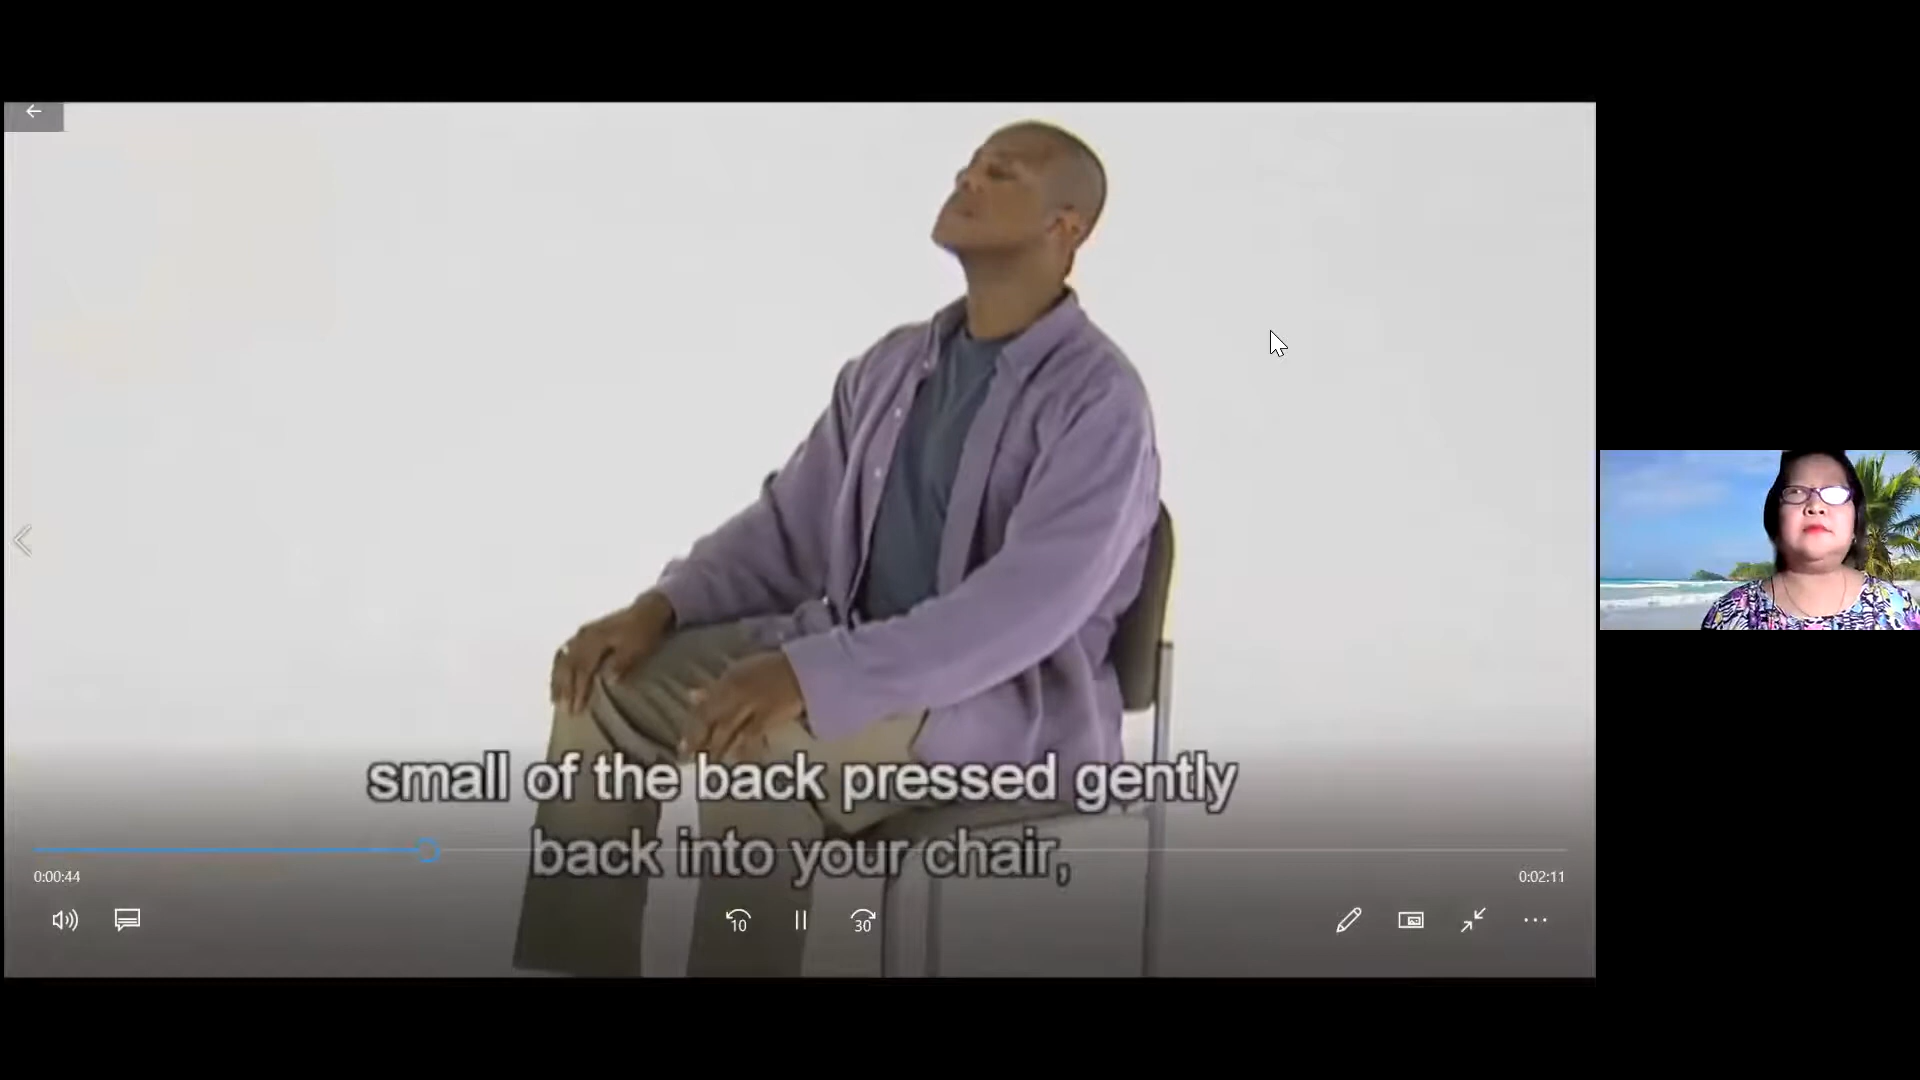 small of the back pressed gently
back into your chair,
0:00:44
0:02:11
10
30